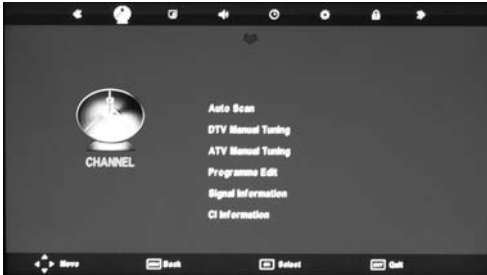 Auto Scan
DTV Manual Tuning
ATV Manual Tuning
CHANNEL
Programme Edit
Signal Information
CI Information
Move
Back
Select
Quit